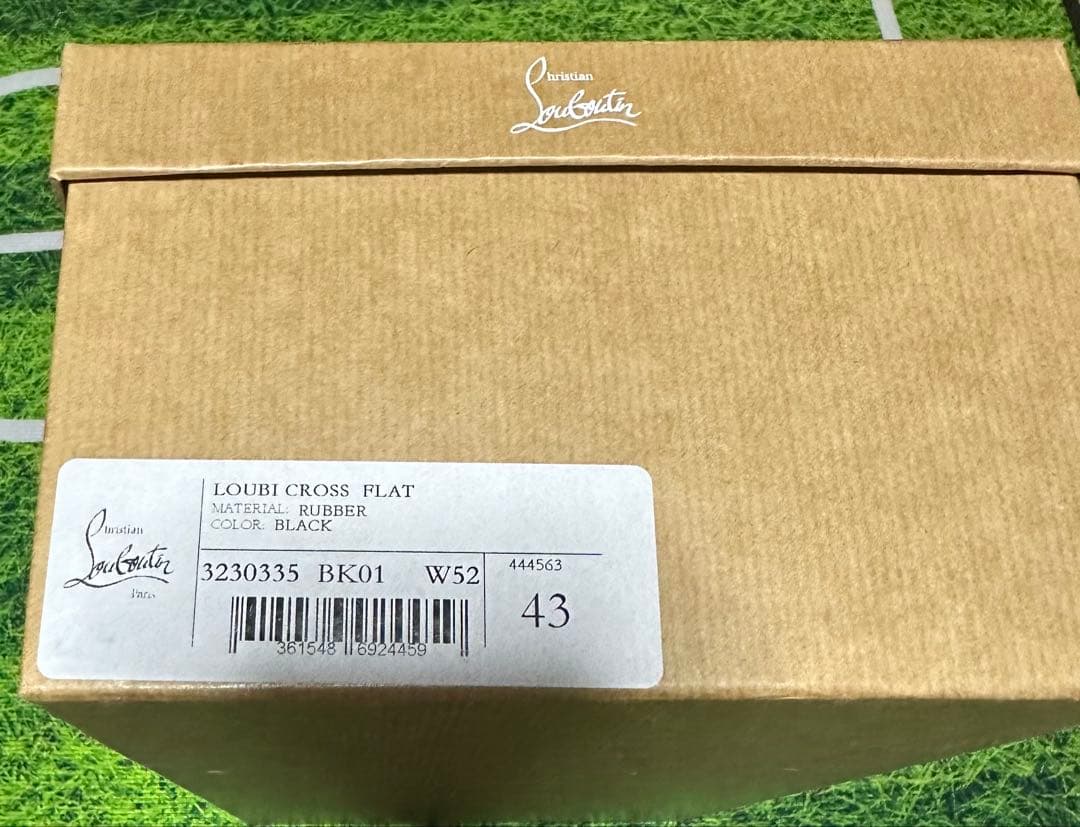 Christian
Louboutin
LOUBI CROSS FLAT
MATERIAL: RUBBER
COLOR: BLACK
Christian
Louboutin
Paris
3230335 BK01 W52
444563
43
361548 6924459